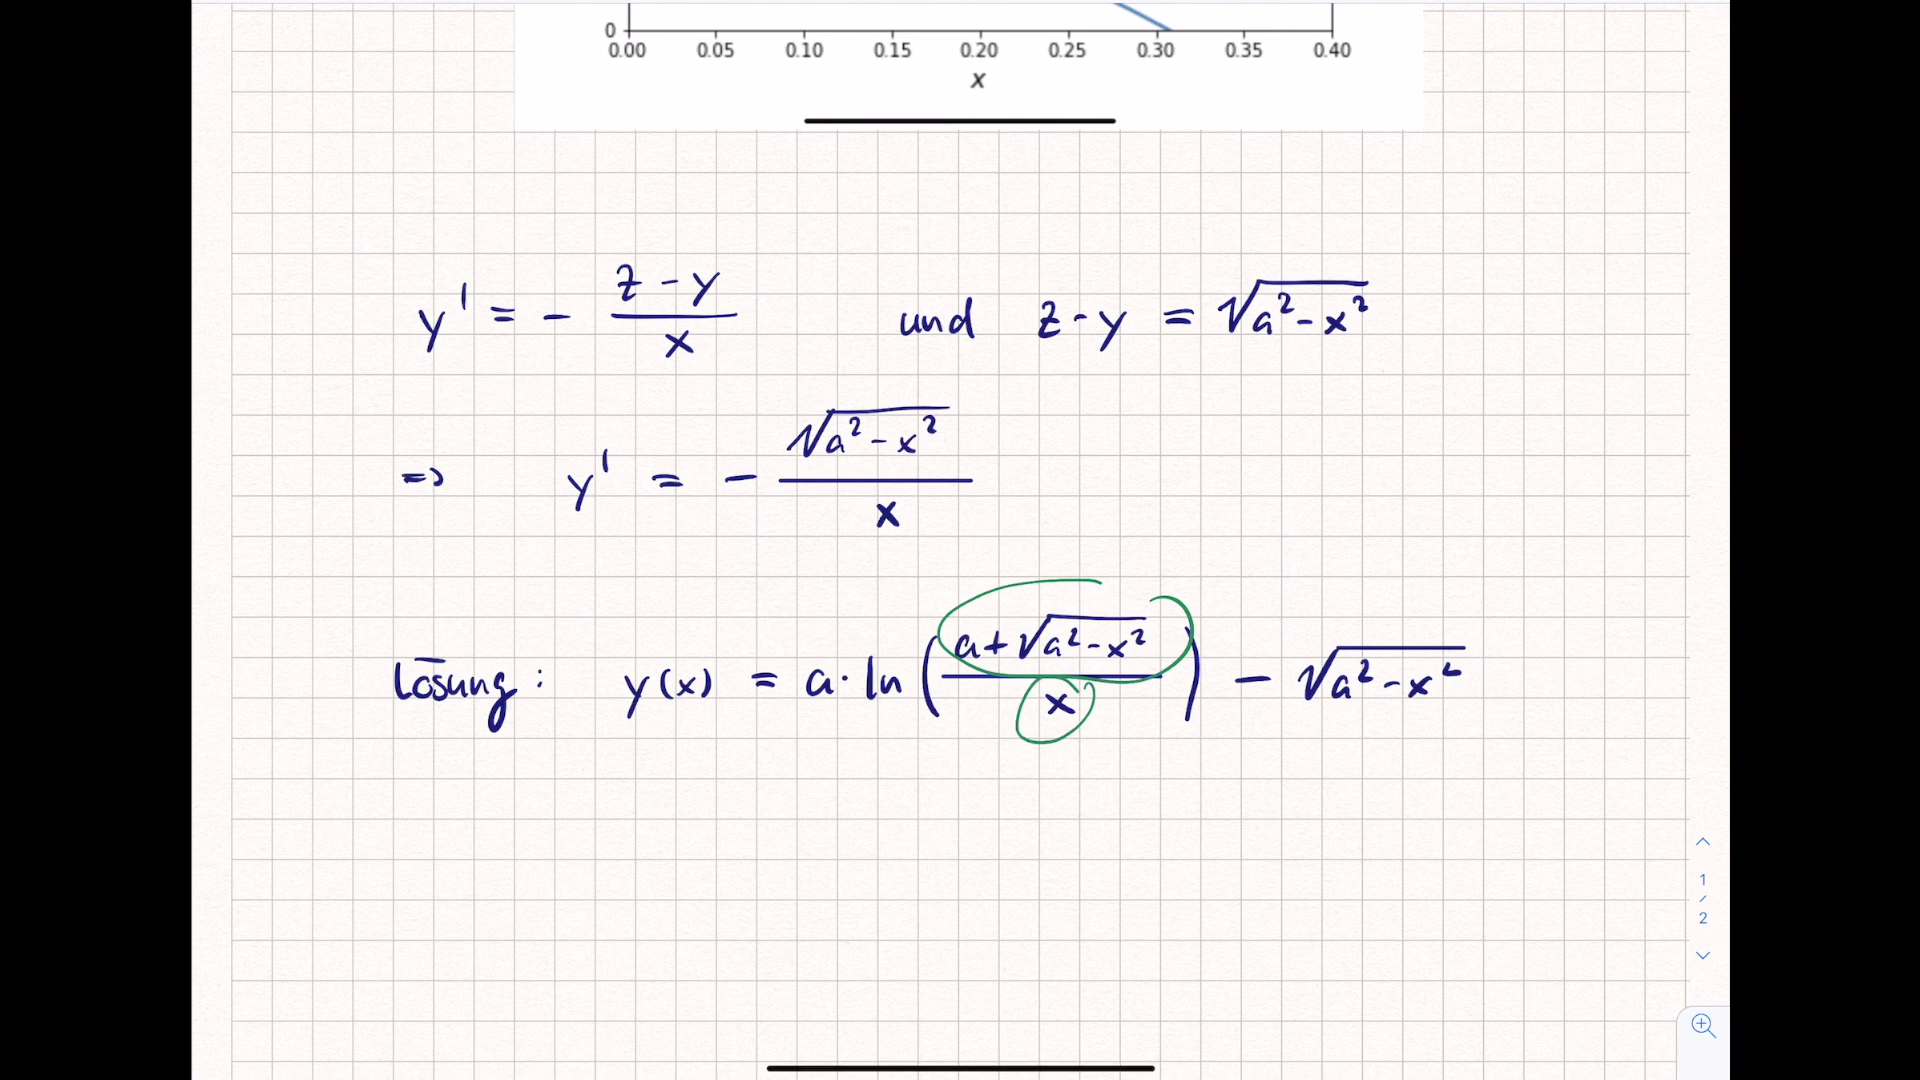 0
0.00 0.05 0.10 0.15 0.20 0.25 0.30 0.35 0.40
x
y' = - (z - y)/x und z - y = √(a² - x²)
=> y' = - √(a² - x²)/x
Lösung : y(x) = a · ln((a + √(a² - x²))/x) - √(a² - x²)
1
/
2